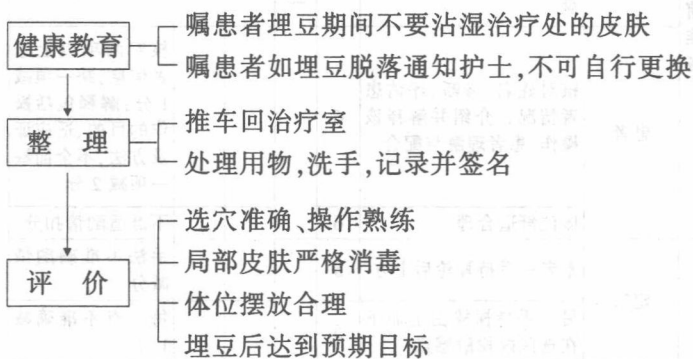 健康教育
嘱患者埋豆期间不要沾湿治疗处的皮肤
嘱患者如埋豆脱落通知护士,不可自行更换
整 理
推车回治疗室
处理用物,洗手,记录并签名
评 价
选穴准确、操作熟练
局部皮肤严格消毒
体位摆放合理
埋豆后达到预期目标